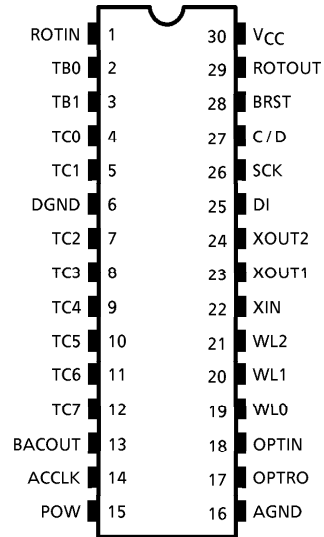 ROTIN 1 30 VCC
TB0 2 29 ROTOUT
TB1 3 28 BRST
TC0 4 27 C/D
TC1 5 26 SCK
DGND 6 25 DI
TC2 7 24 XOUT2
TC3 8 23 XOUT1
TC4 9 22 XIN
TC5 10 21 WL2
TC6 11 20 WL1
TC7 12 19 WL0
BACOUT 13 18 OPTIN
ACCLK 14 17 OPTRO
POW 15 16 AGND